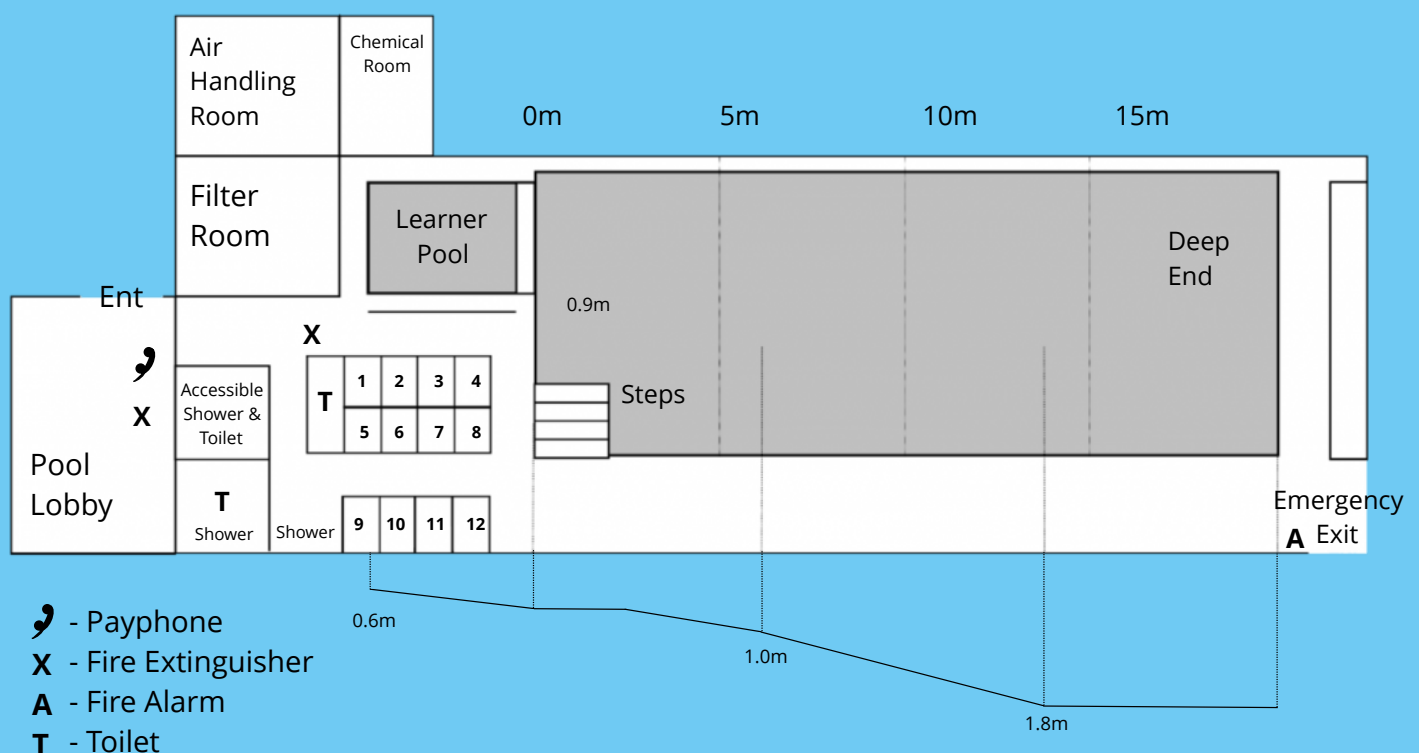 Air
Handling
Room
Chemical
Room
0m 5m 10m 15m
Filter
Room
Learner
Pool
Deep
End
Ent
0.9m
X
X
Accessible
Shower &
Toilet
T
1 2 3 4
5 6 7 8
Steps
Pool
Lobby
T
Shower
Shower
9 10 11 12
Emergency
Exit
A
0.6m
1.0m
1.8m
- Payphone
X - Fire Extinguisher
A - Fire Alarm
T - Toilet